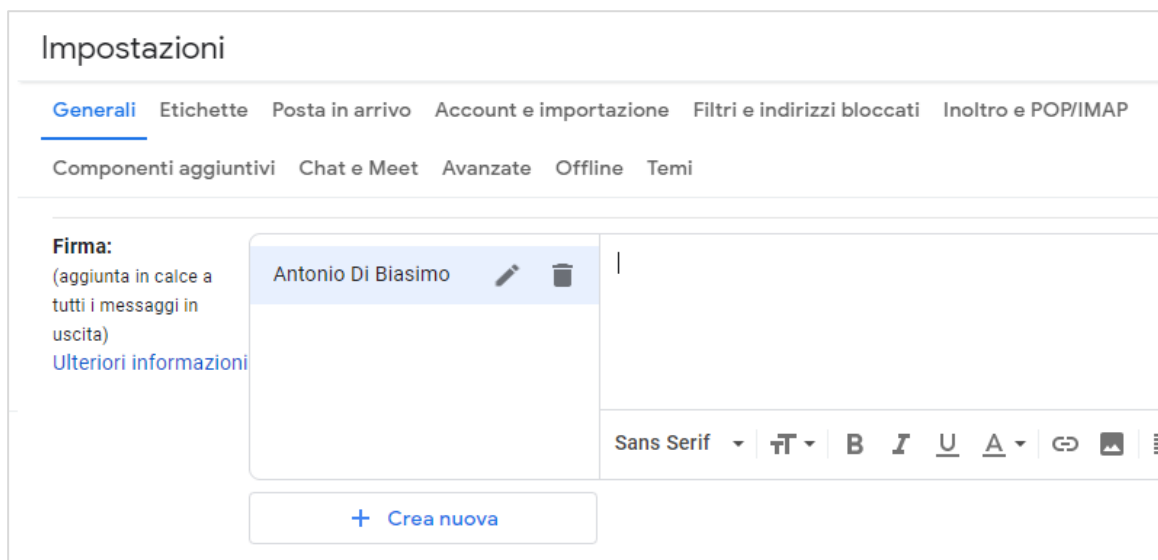 Impostazioni
Generali Etichette Posta in arrivo Account e importazione Filtri e indirizzi bloccati Inoltro e POP/IMAP
Componenti aggiuntivi Chat e Meet Avanzate Offline Temi
Firma:
(aggiunta in calce a
tutti i messaggi in
uscita)
Ulteriori informazioni
Antonio Di Biasimo
Sans Serif TT B I U A
+ Crea nuova